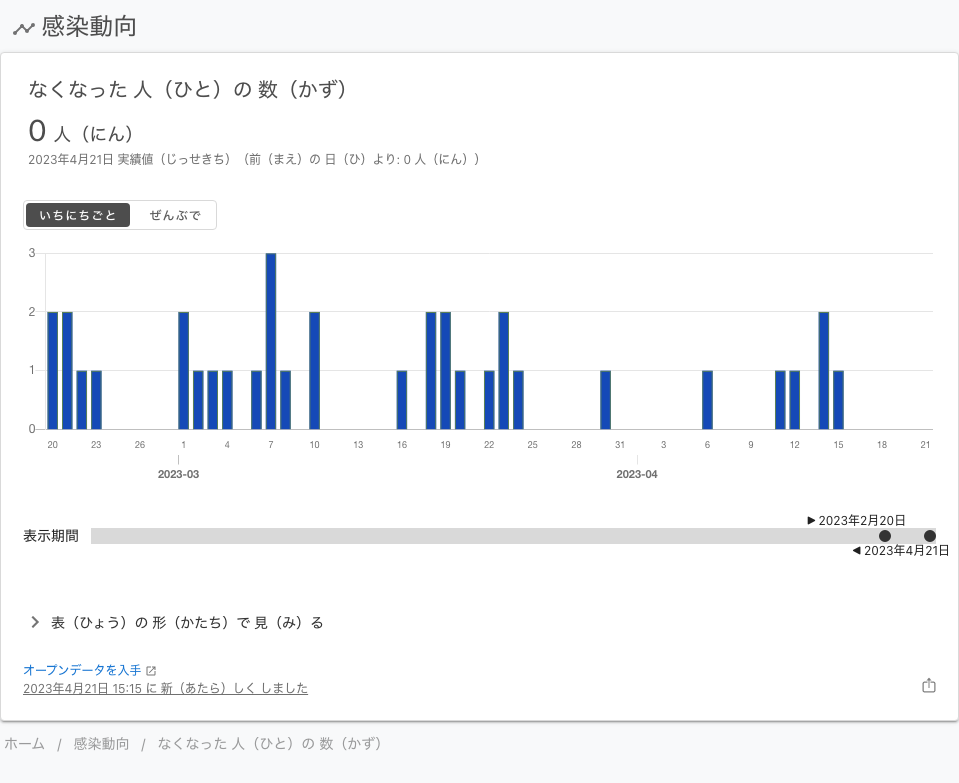 感染動向
なくなった 人（ひと）の 数（かず）
0 人（にん）
2023年4月21日 実績値（じっせきち）（前（まえ）の 日（ひ）より: 0 人（にん））
いちにちごと ぜんぶで
3
2
1
0
20 23 26 1 4 7 10 13 16 19 22 25 28 31 3 6 9 12 15 18 21
2023-03 2023-04
▶ 2023年2月20日
表示期間
◀ 2023年4月21日
表（ひょう）の 形（かたち）で 見（み）る
オープンデータを入手
2023年4月21日 15:15 に 新（あたら）しく しました
ホーム / 感染動向 / なくなった 人（ひと）の 数（かず）